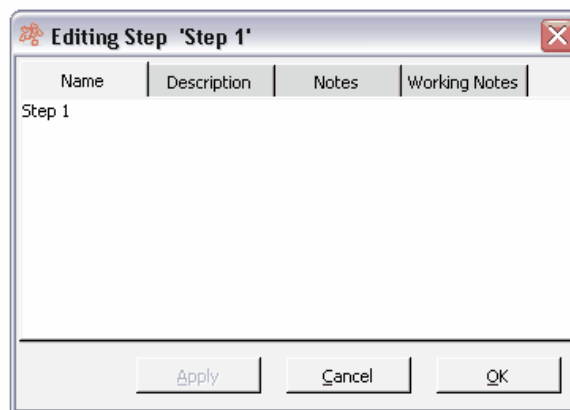 Editing Step 'Step 1'
Name Description Notes Working Notes
Step 1
Apply Cancel OK